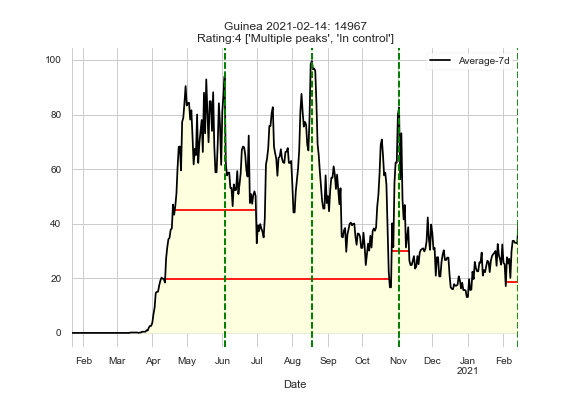 Guinea 2021-02-14: 14967
Rating:4 ['Multiple peaks', 'In control']
Average-7d
100
80
60
40
20
0
Feb Mar Apr May Jun Jul Aug Sep Oct Nov Dec Jan Feb
2021
Date